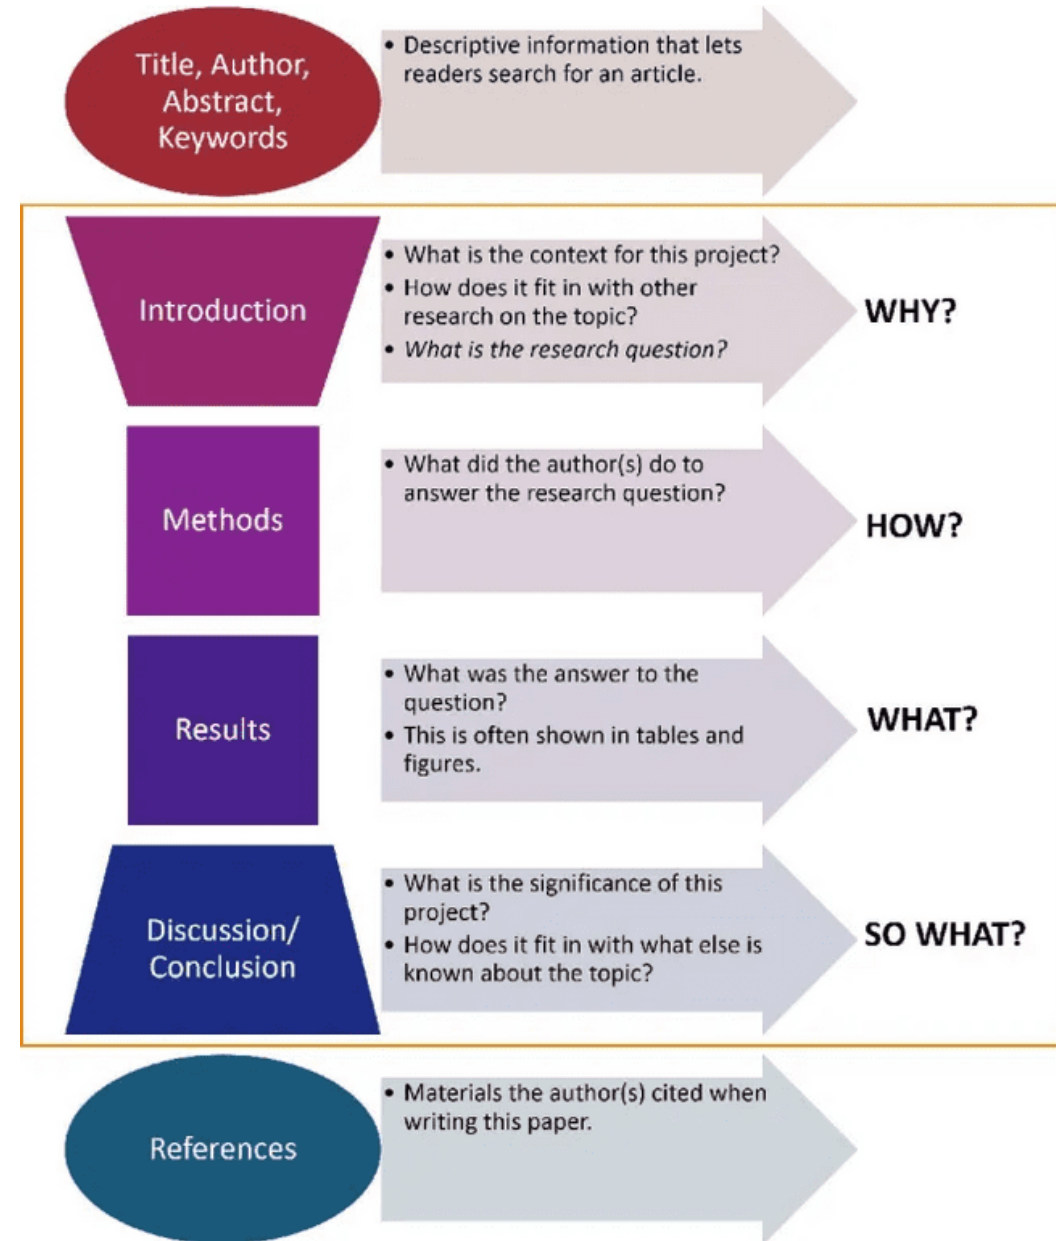 Title, Author,
Abstract,
Keywords
• Descriptive information that lets
readers search for an article.
Introduction
• What is the context for this project?
• How does it fit in with other
research on the topic?
• What is the research question?
WHY?
Methods
• What did the author(s) do to
answer the research question?
HOW?
Results
• What was the answer to the
question?
• This is often shown in tables and
figures.
WHAT?
Discussion/
Conclusion
• What is the significance of this
project?
• How does it fit in with what else is
known about the topic?
SO WHAT?
References
• Materials the author(s) cited when
writing this paper.